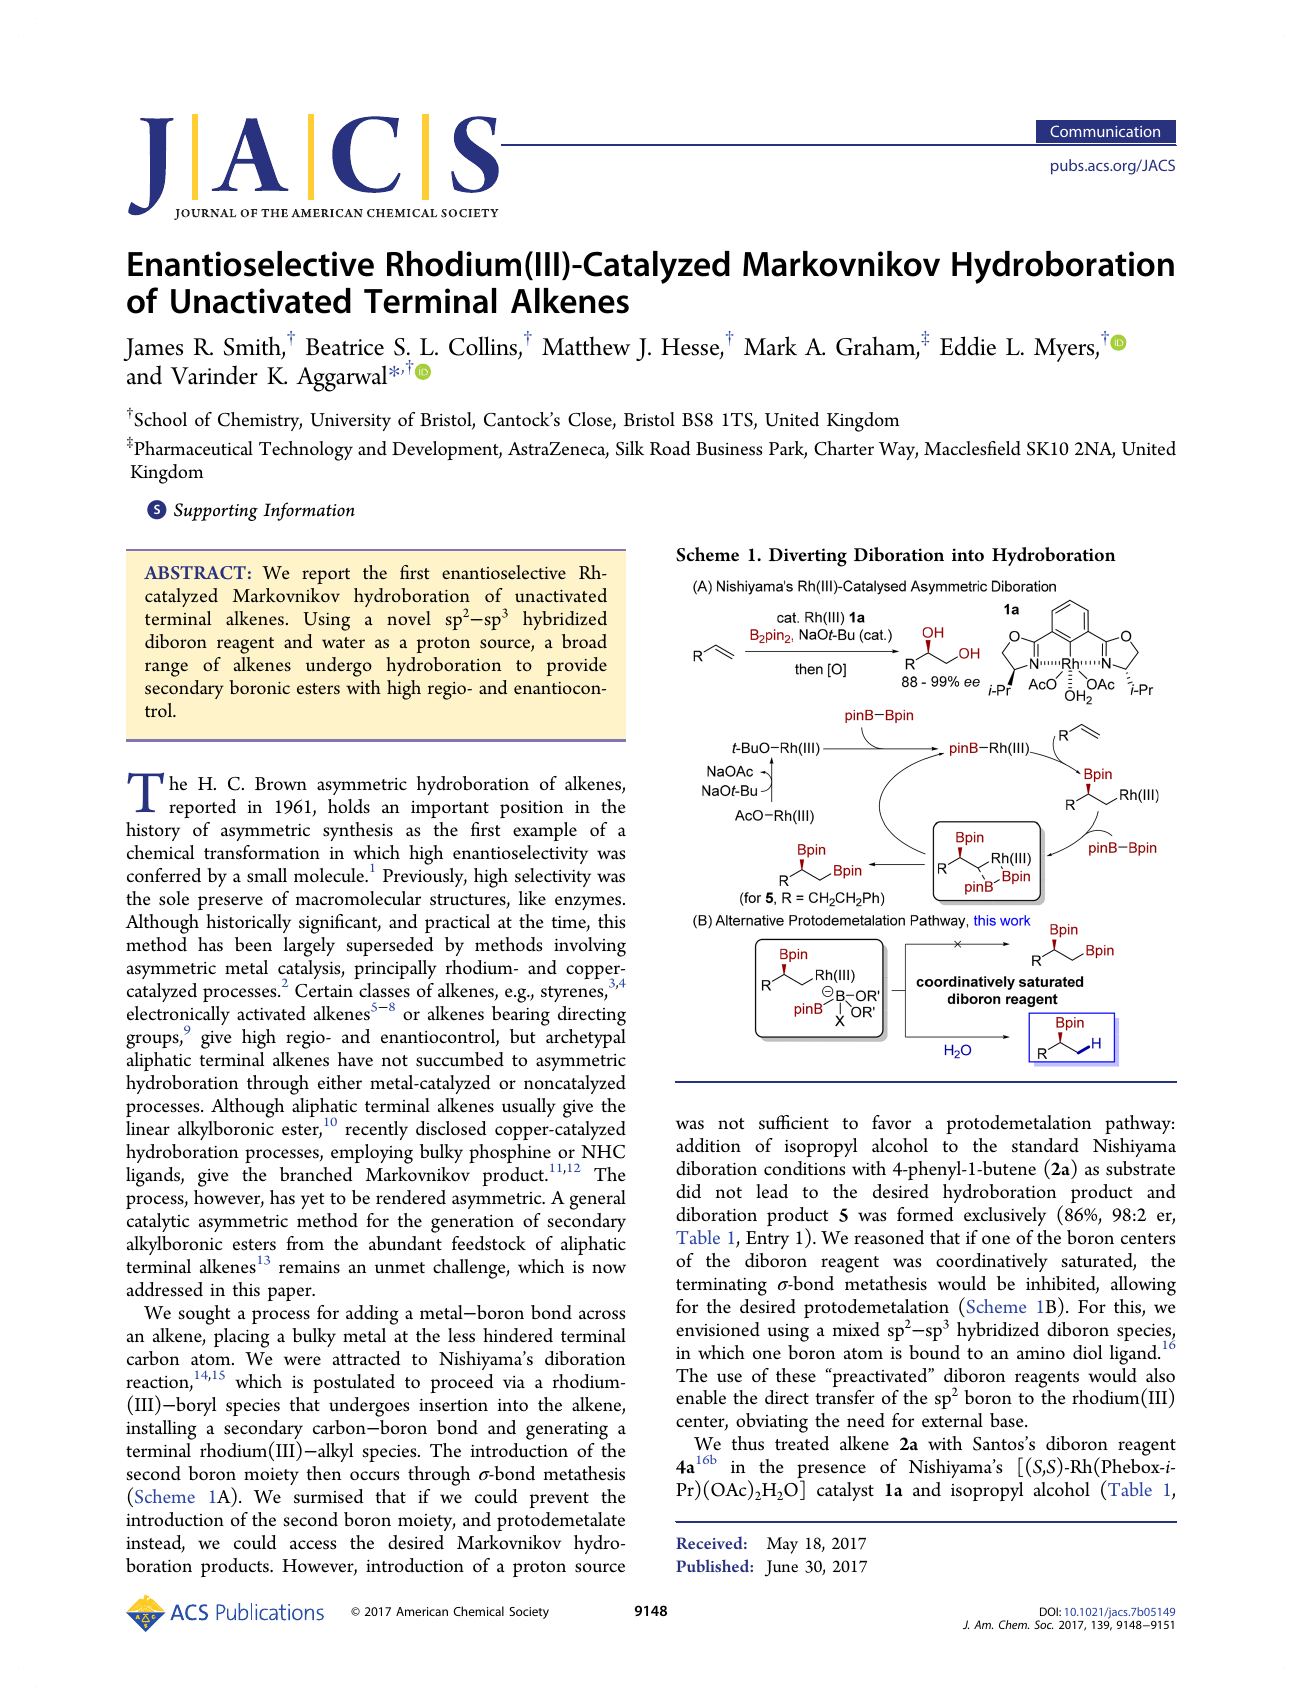 J|A|C|S
JOURNAL OF THE AMERICAN CHEMICAL SOCIETY
Communication
pubs.acs.org/JACS
Enantioselective Rhodium(III)-Catalyzed Markovnikov Hydroboration
of Unactivated Terminal Alkenes
James R. Smith,† Beatrice S. L. Collins,† Matthew J. Hesse,† Mark A. Graham,‡ Eddie L. Myers,†
and Varinder K. Aggarwal*,†
†School of Chemistry, University of Bristol, Cantock's Close, Bristol BS8 1TS, United Kingdom
‡Pharmaceutical Technology and Development, AstraZeneca, Silk Road Business Park, Charter Way, Macclesfield SK10 2NA, United
Kingdom
S Supporting Information
ABSTRACT: We report the first enantioselective Rh-
catalyzed Markovnikov hydroboration of unactivated
terminal alkenes. Using a novel sp2−sp3 hybridized
diboron reagent and water as a proton source, a broad
range of alkenes undergo hydroboration to provide
secondary boronic esters with high regio- and enantiocon-
trol.
The H. C. Brown asymmetric hydroboration of alkenes,
reported in 1961, holds an important position in the
history of asymmetric synthesis as the first example of a
chemical transformation in which high enantioselectivity was
conferred by a small molecule.1 Previously, high selectivity was
the sole preserve of macromolecular structures, like enzymes.
Although historically significant, and practical at the time, this
method has been largely superseded by methods involving
asymmetric metal catalysis, principally rhodium- and copper-
catalyzed processes.2 Certain classes of alkenes, e.g., styrenes,3,4
electronically activated alkenes5−8 or alkenes bearing directing
groups,9 give high regio- and enantiocontrol, but archetypal
aliphatic terminal alkenes have not succumbed to asymmetric
hydroboration through either metal-catalyzed or noncatalyzed
processes. Although aliphatic terminal alkenes usually give the
linear alkylboronic ester,10 recently disclosed copper-catalyzed
hydroboration processes, employing bulky phosphine or NHC
ligands, give the branched Markovnikov product.11,12 The
process, however, has yet to be rendered asymmetric. A general
catalytic asymmetric method for the generation of secondary
alkylboronic esters from the abundant feedstock of aliphatic
terminal alkenes13 remains an unmet challenge, which is now
addressed in this paper.
We sought a process for adding a metal−boron bond across
an alkene, placing a bulky metal at the less hindered terminal
carbon atom. We were attracted to Nishiyama's diboration
reaction,14,15 which is postulated to proceed via a rhodium-
(III)−boryl species that undergoes insertion into the alkene,
installing a secondary carbon−boron bond and generating a
terminal rhodium(III)−alkyl species. The introduction of the
second boron moiety then occurs through σ-bond metathesis
(Scheme 1A). We surmised that if we could prevent the
introduction of the second boron moiety, and protodemetalate
instead, we could access the desired Markovnikov hydro-
boration products. However, introduction of a proton source
Scheme 1. Diverting Diboration into Hydroboration
(A) Nishiyama's Rh(III)-Catalysed Asymmetric Diboration
cat. Rh(III) 1a
B2pin2, NaOt-Bu (cat.)
then [O]
R
OH
R OH
88 - 99% ee
1a
O O
N Rh N
i-Pr AcO OAc i-Pr
OH2
pinB−Bpin
t-BuO−Rh(III)
pinB−Rh(III)
R
NaOAc
NaOt-Bu
AcO−Rh(III)
Bpin
R Rh(III)
pinB−Bpin
Bpin
R Rh(III)
Bpin
pinB
Bpin
R Bpin
(for 5, R = CH2CH2Ph)
(B) Alternative Protodemetalation Pathway, this work
Bpin
R Rh(III)
⊖B−OR'
pinB OR'
X
×
Bpin
R Bpin
coordinatively saturated
diboron reagent
H2O
Bpin
R H
was not sufficient to favor a protodemetalation pathway:
addition of isopropyl alcohol to the standard Nishiyama
diboration conditions with 4-phenyl-1-butene (2a) as substrate
did not lead to the desired hydroboration product and
diboration product 5 was formed exclusively (86%, 98:2 er,
Table 1, Entry 1). We reasoned that if one of the boron centers
of the diboron reagent was coordinatively saturated, the
terminating σ-bond metathesis would be inhibited, allowing
for the desired protodemetalation (Scheme 1B). For this, we
envisioned using a mixed sp2−sp3 hybridized diboron species,
in which one boron atom is bound to an amino diol ligand.16
The use of these “preactivated” diboron reagents would also
enable the direct transfer of the sp2 boron to the rhodium(III)
center, obviating the need for external base.
We thus treated alkene 2a with Santos's diboron reagent
4a16b in the presence of Nishiyama's [(S,S)-Rh(Phebox-i-
Pr)(OAc)2H2O] catalyst 1a and isopropyl alcohol (Table 1,
Received: May 18, 2017
Published: June 30, 2017
ACS Publications
© 2017 American Chemical Society
9148
DOI: 10.1021/jacs.7b05149
J. Am. Chem. Soc. 2017, 139, 9148−9151